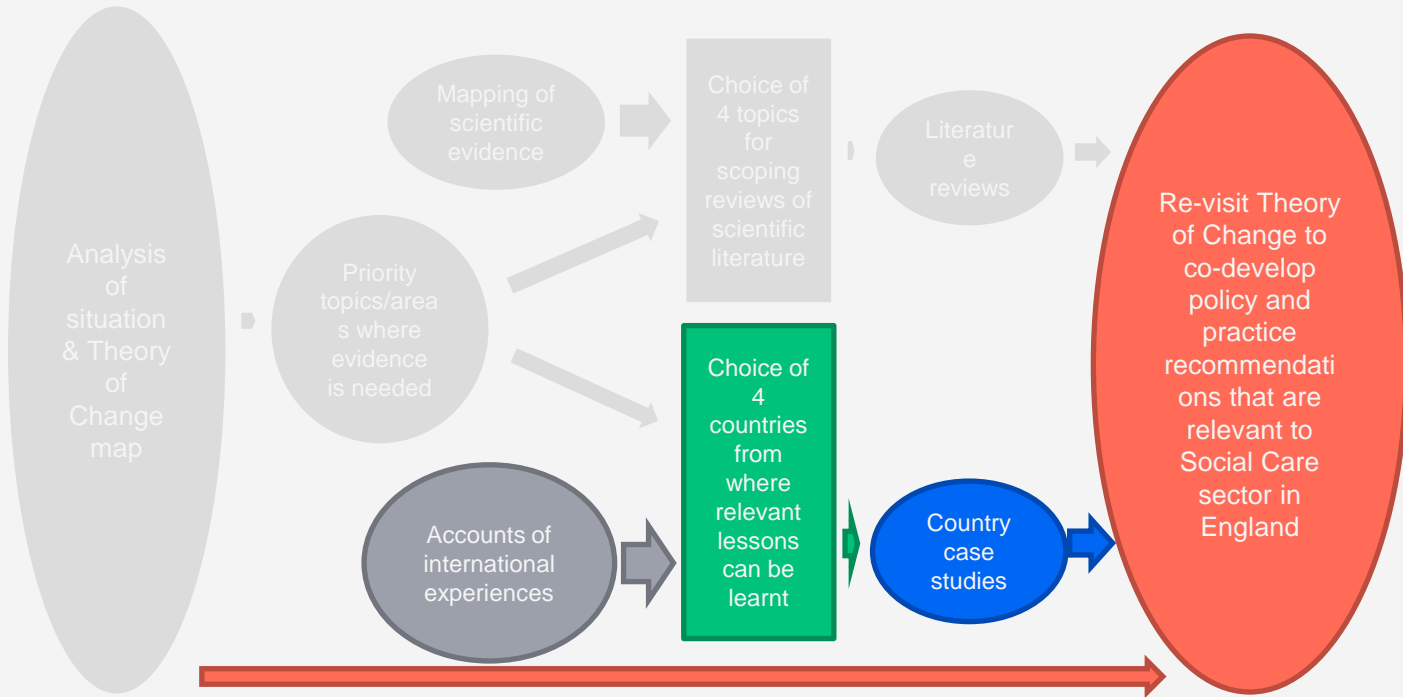 Analysis
of
situation
& Theory
of
Change
map
Priority
topics/area
s where
evidence
is needed
Mapping of
scientific
evidence
Choice of
4 topics
for
scoping
reviews of
scientific
literature
Literatur
e
reviews
Accounts of
international
experiences
Choice of
4
countries
from
where
relevant
lessons
can be
learnt
Country
case
studies
Re-visit Theory
of Change to
co-develop
policy and
practice
recommendati
ons that are
relevant to
Social Care
sector in
England